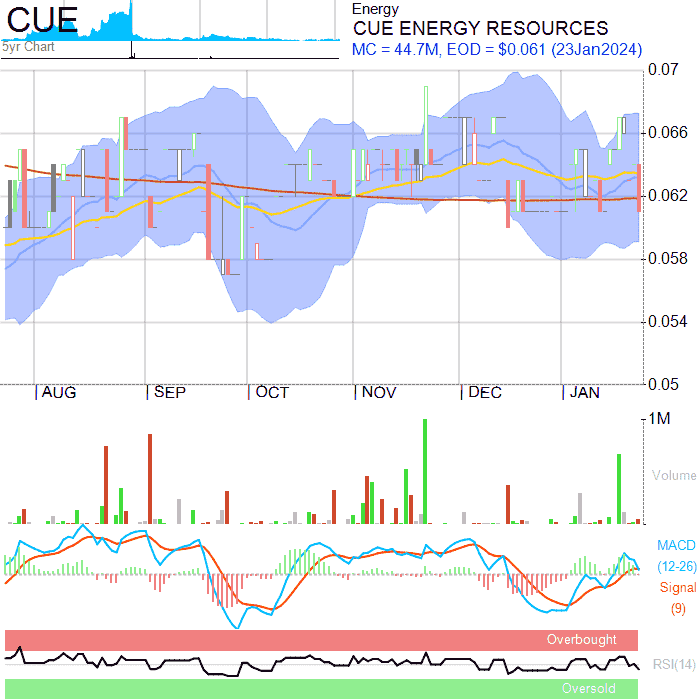 CUE
5yr Chart
Energy
CUE ENERGY RESOURCES
MC = 44.7M, EOD = $0.061 (23Jan2024)
0.07
0.066
0.062
0.058
0.054
0.05
AUG SEP OCT NOV DEC JAN
1M
Volume
MACD
(12-26)
Signal
(9)
Overbought
RSI(14)
Oversold